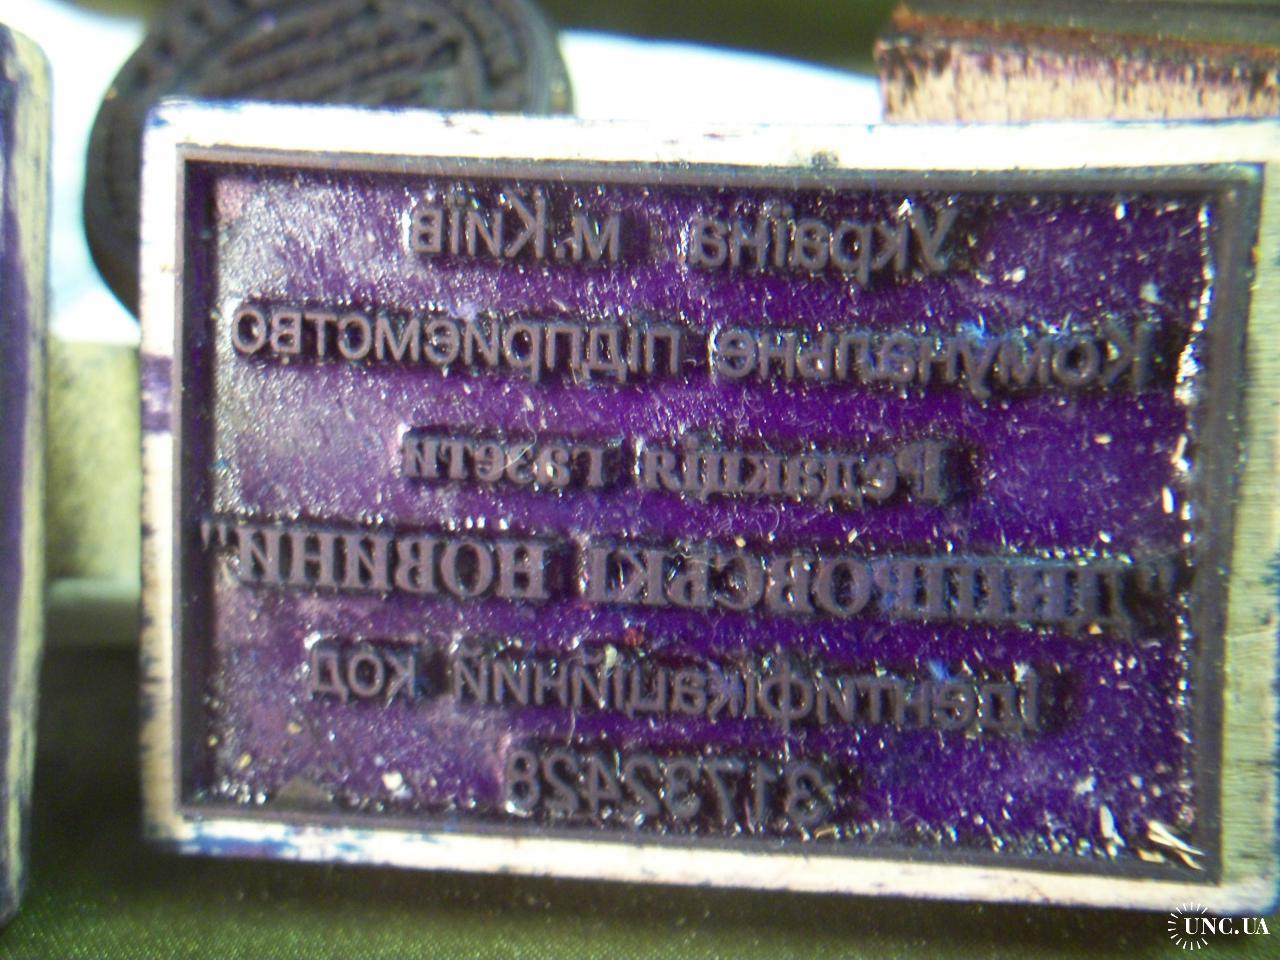 Україна м.Київ
Комунальне підприємство
Редакція газети
"ДНІПРОВСЬКІ НОВИНИ"
Ідентифікаційний код
31732428
UNC.UA